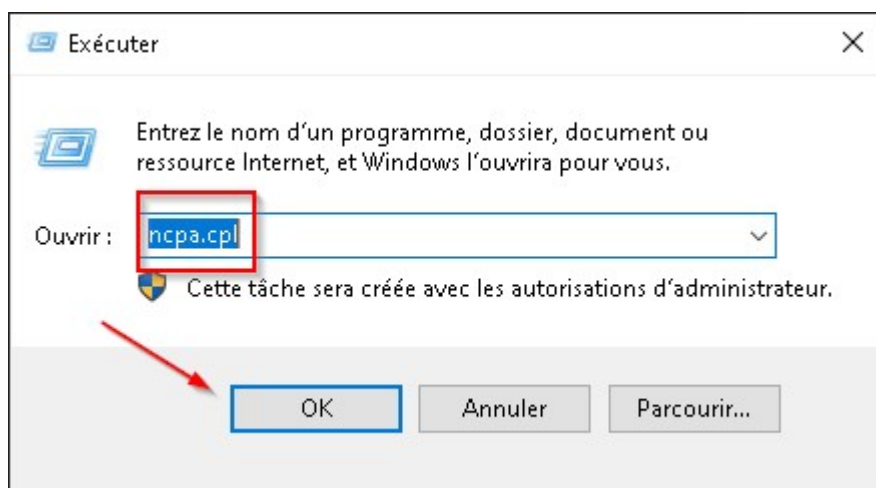 Exécuter
Entrez le nom d'un programme, dossier, document ou
ressource Internet, et Windows l'ouvrira pour vous.
Ouvrir : ncpa.cpl
Cette tâche sera créée avec les autorisations d'administrateur.
OK Annuler Parcourir...